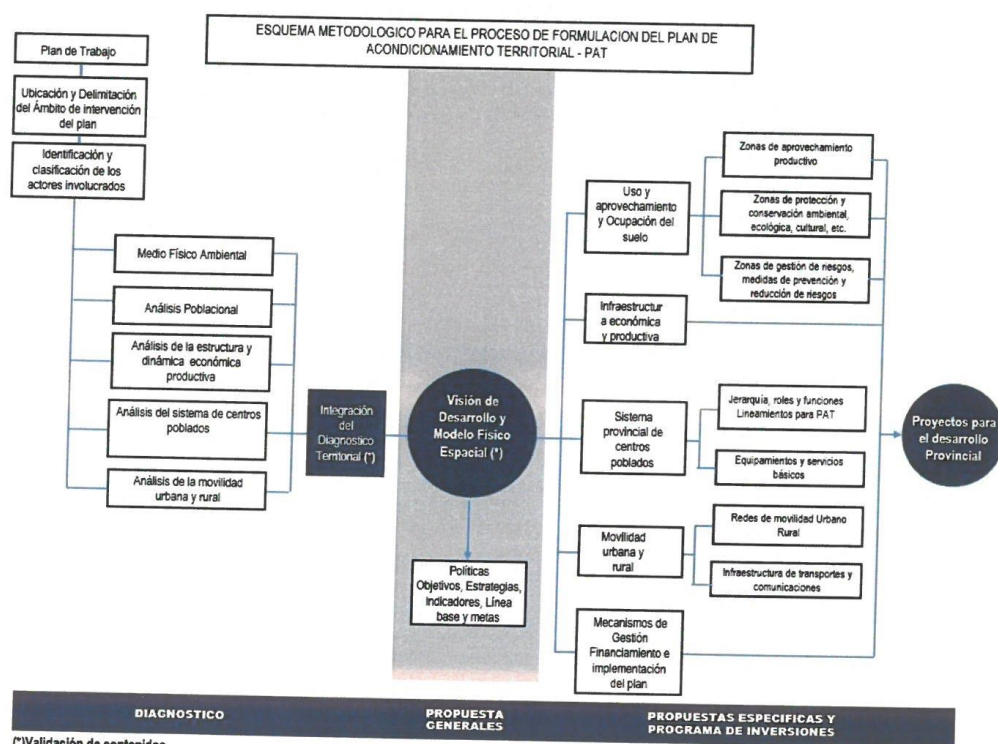 ESQUEMA METODOLOGICO PARA EL PROCESO DE FORMULACION DEL PLAN DE
ACONDICIONAMIENTO TERRITORIAL - PAT
Plan de Trabajo
Ubicación y Delimitación
del Ámbito de intervención
del plan
Identificación y
clasificación de los
actores involucrados
Medio Físico Ambiental
Análisis Poblacional
Análisis de la estructura y
dinámica económica
productiva
Análisis del sistema de centros
poblados
Análisis de la movilidad
urbana y rural
Integración
del
Diagnostico
Territorial (*)
Visión de
Desarrollo y
Modelo Físico
Espacial (*)
Políticas
Objetivos, Estrategias,
Indicadores, Línea
base y metas
Uso y
aprovechamiento
y Ocupación del
suelo
Zonas de aprovechamiento
productivo
Zonas de protección y
conservación ambiental,
ecológica, cultural, etc.
Zonas de gestión de riesgos,
medidas de prevención y
reducción de riesgos
Infraestructur
a económica
y productiva
Sistema
provincial de
centros
poblados
Jerarquía, roles y funciones
Lineamientos para PAT
Equipamientos y servicios
básicos
Movilidad
urbana y
rural
Redes de movilidad Urbano
Rural
Infraestructura de transportes y
comunicaciones
Mecanismos de
Gestión
Financiamiento e
implementación
del plan
Proyectos para
el desarrollo
Provincial
DIAGNOSTICO
PROPUESTA
GENERALES
PROPUESTAS ESPECIFICAS Y
PROGRAMA DE INVERSIONES
(*)Validación de contenidos